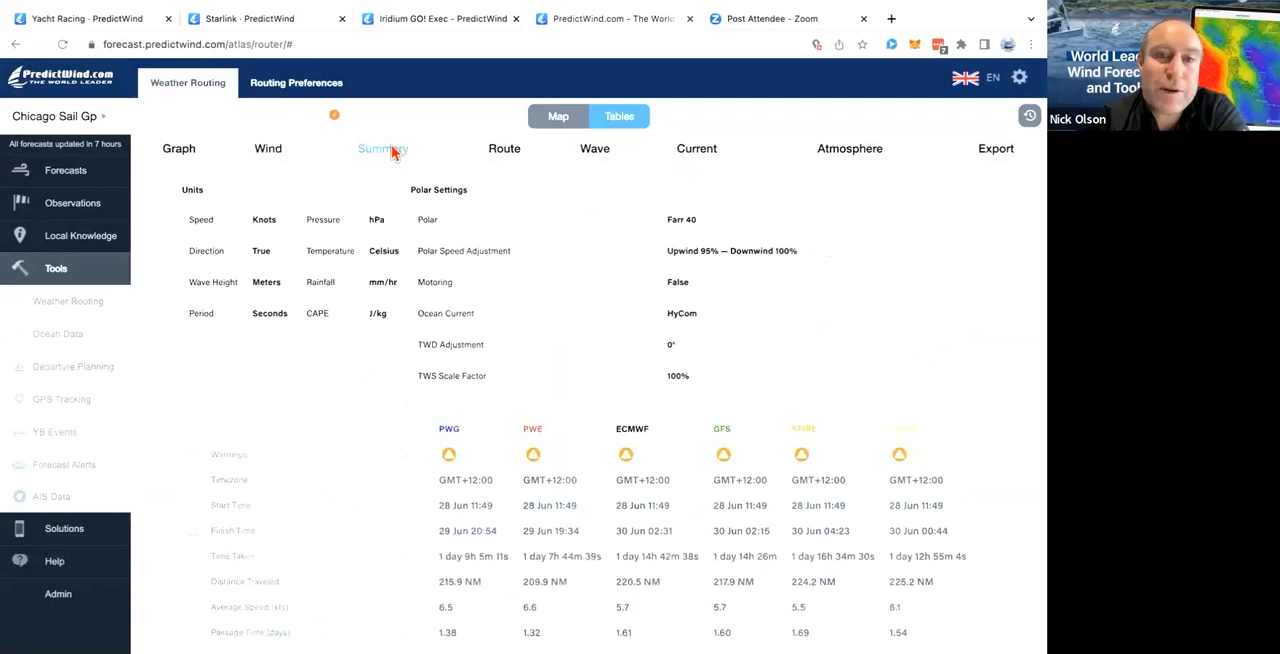 Yacht Racing - PredictWind
Starlink - PredictWind
Iridium GO! Exec - PredictWind
PredictWind.com - The World
Post Attendee - Zoom
forecast.predictwind.com/atlas/router/#
7
PredictWind.com
THE WORLD LEADER
Weather Routing
Routing Preferences
EN
World Lea
Wind Forec
and Tool
Nick Olson
Chicago Sail Gp
Map
Tables
All forecasts updated in 7 hours
Graph
Wind
Summary
Route
Wave
Current
Atmosphere
Export
Forecasts
Observations
Local Knowledge
Tools
Weather Routing
Ocean Data
Departure Planning
GPS Tracking
YB Events
Forecast Alerts
AIS Data
Solutions
Help
Admin
Units
Polar Settings
Speed Knots Pressure hPa Polar Farr 40
Direction True Temperature Celsius Polar Speed Adjustment Upwind 95% — Downwind 100%
Wave Height Meters Rainfall mm/hr Motoring False
Period Seconds CAPE J/kg Ocean Current HyCom
TWD Adjustment 0°
TWS Scale Factor 100%
PWG PWE ECMWF GFS SPIRE
Warnings
Timezone GMT+12:00 GMT+12:00 GMT+12:00 GMT+12:00 GMT+12:00 GMT+12:00
Start Time 28 Jun 11:49 28 Jun 11:49 28 Jun 11:49 28 Jun 11:49 28 Jun 11:49 28 Jun 11:49
Finish Time 29 Jun 20:54 29 Jun 19:34 30 Jun 02:31 30 Jun 02:15 30 Jun 04:23 30 Jun 00:44
Time Taken 1 day 9h 5m 11s 1 day 7h 44m 39s 1 day 14h 42m 38s 1 day 14h 26m 1 day 16h 34m 30s 1 day 12h 55m 4s
Distance Traveled 215.9 NM 209.9 NM 220.5 NM 217.9 NM 224.2 NM 225.2 NM
Average Speed (kts) 6.5 6.6 5.7 5.7 5.5 6.1
Passage Time (days) 1.38 1.32 1.61 1.60 1.69 1.54